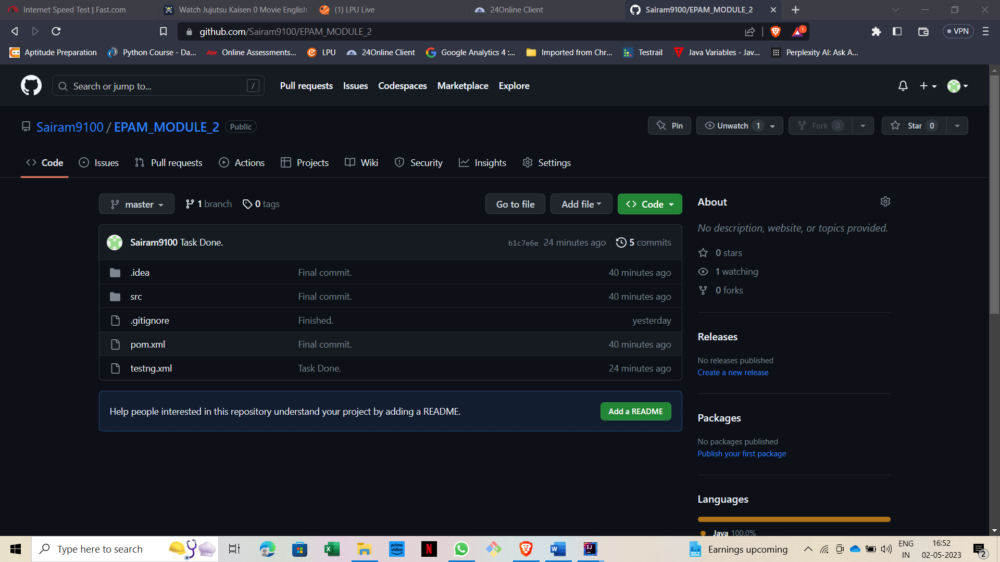 Internet Speed Test | Fast.com
Watch Jujutsu Kaisen 0 Movie English
(1) LPU Live
24Online Client
Sairam9100/EPAM_MODULE_2
github.com/Sairam9100/EPAM_MODULE_2
1
VPN
Aptitude Preparation
Python Course - Da...
Aon
Online Assessments...
LPU
24Online Client
Google Analytics 4 :...
Imported from Chr...
Testrail
Java Variables - Jav...
Perplexity AI: Ask A...
Search or jump to...
/
Pull requests
Issues
Codespaces
Marketplace
Explore
Sairam9100 / EPAM_MODULE_2
Public
Pin
Unwatch 1
Fork 0
Star 0
Code
Issues
Pull requests
Actions
Projects
Wiki
Security
Insights
Settings
master
1 branch
0 tags
Go to file
Add file
Code
Sairam9100 Task Done.
b1c7e6e 24 minutes ago
5 commits
.idea
Final commit.
40 minutes ago
src
Final commit.
40 minutes ago
.gitignore
Finished.
yesterday
pom.xml
Final commit.
40 minutes ago
testng.xml
Task Done.
24 minutes ago
Help people interested in this repository understand your project by adding a README.
Add a README
About
No description, website, or topics provided.
0 stars
1 watching
0 forks
Releases
No releases published
Create a new release
Packages
No packages published
Publish your first package
Languages
Java 100.0%
Type here to search
prime video
Earnings upcoming
ENG
IN
16:52
02-05-2023
2